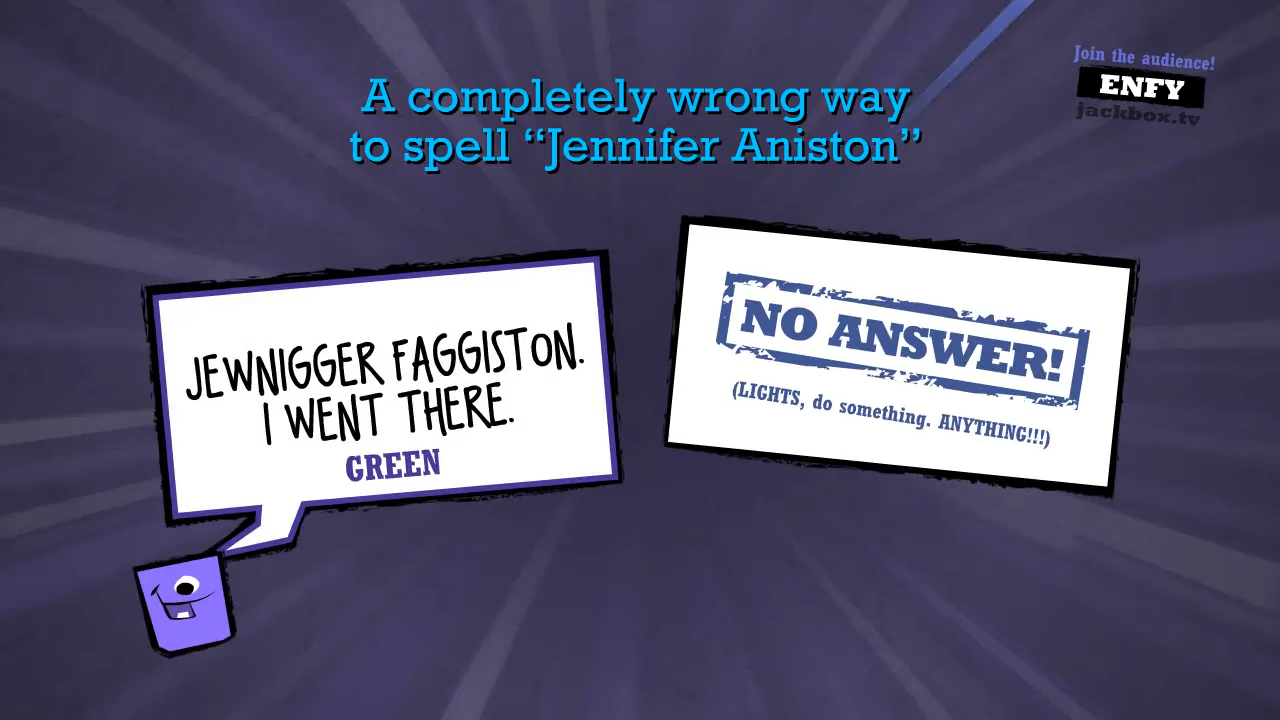 Join the audience!
ENFY
jackbox.tv
A completely wrong way
to spell “Jennifer Aniston”
JEWNIGGER FAGGISTON.
I WENT THERE.
GREEN
NO ANSWER!
(LIGHTS, do something. ANYTHING!!!)